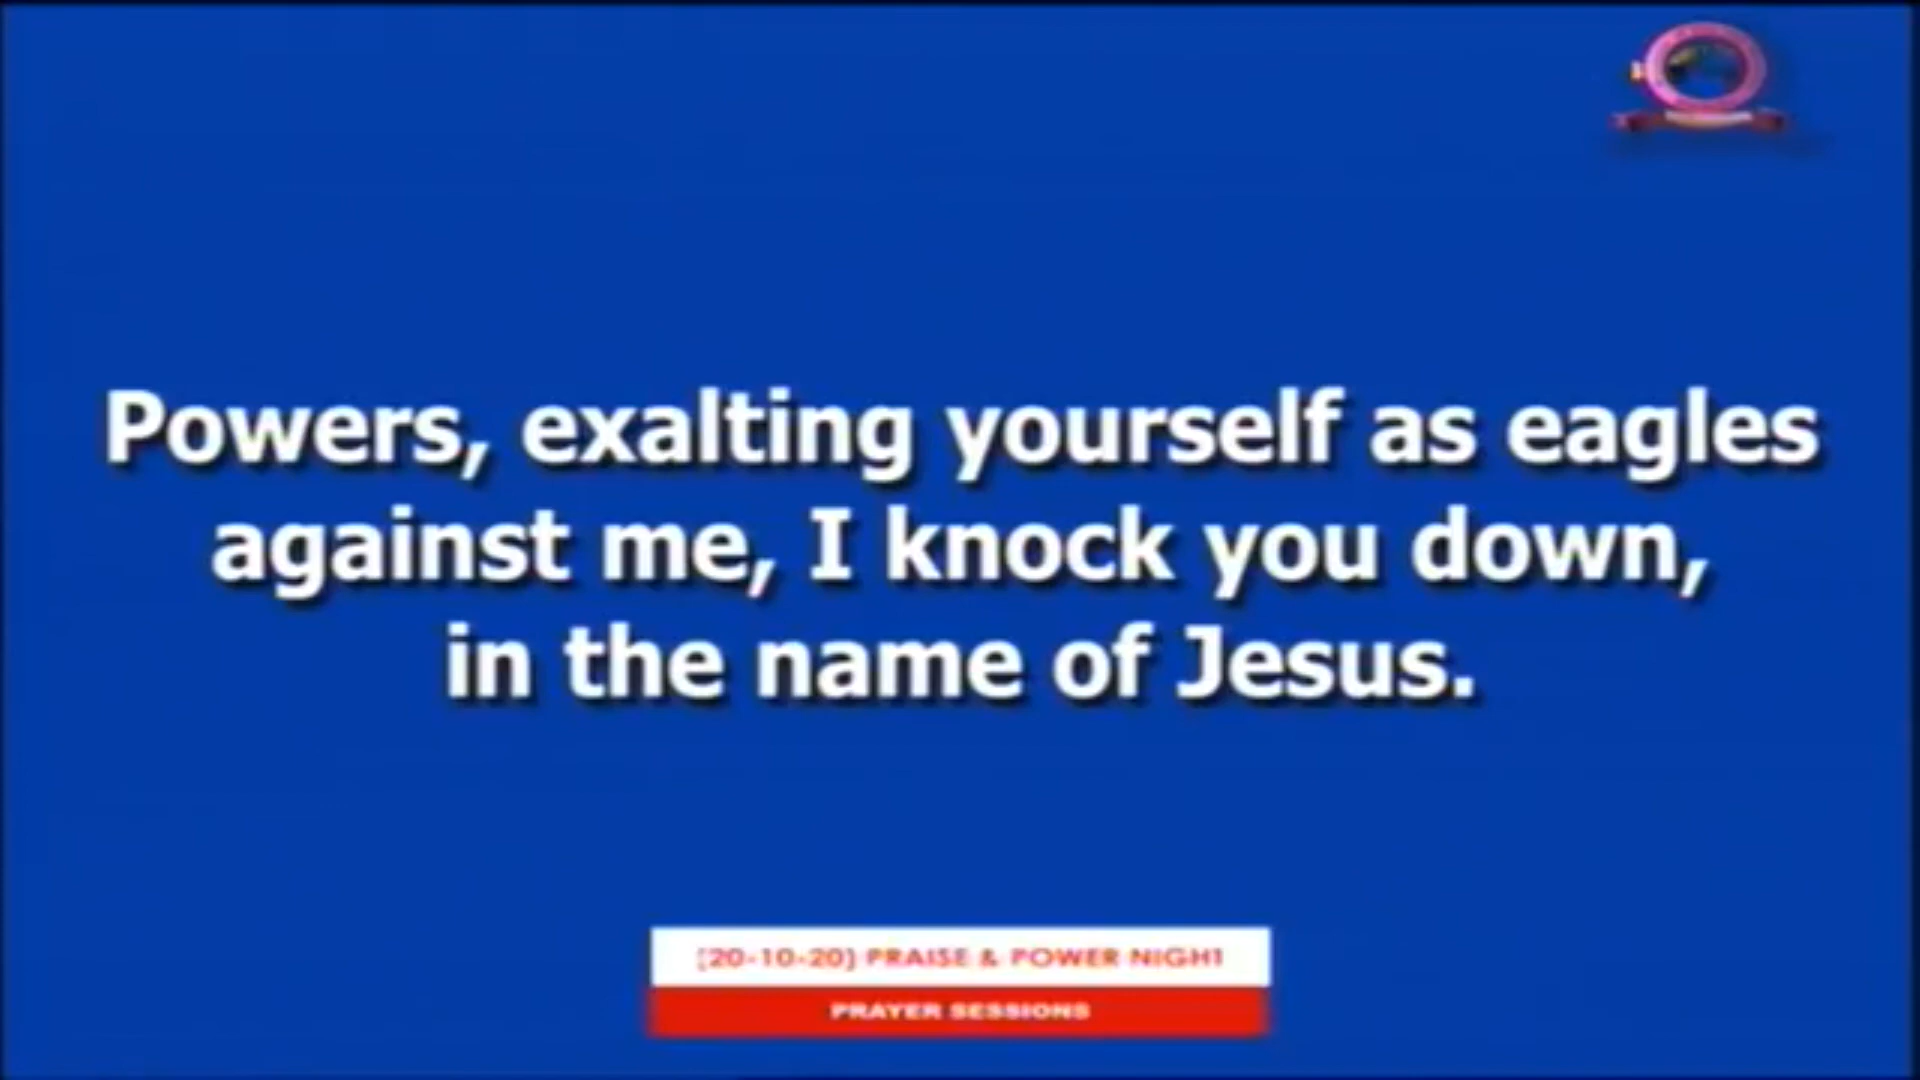 Powers, exalting yourself as eagles
against me, I knock you down,
in the name of Jesus.
[20-10-20] PRAISE & POWER NIGHT
PRAYER SESSIONS